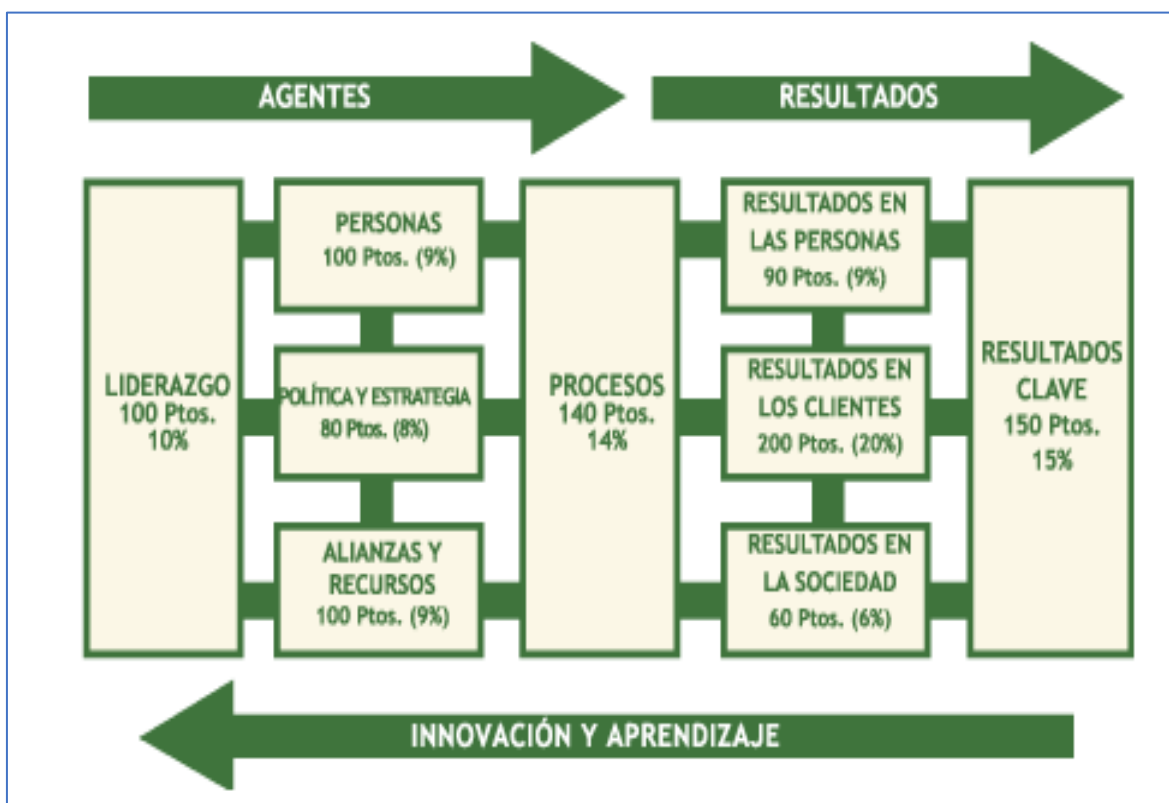 AGENTES
RESULTADOS
LIDERAZGO
100 Ptos.
10%
PERSONAS
100 Ptos. (9%)
POLÍTICA Y ESTRATEGIA
80 Ptos. (8%)
ALIANZAS Y
RECURSOS
100 Ptos. (9%)
PROCESOS
140 Ptos.
14%
RESULTADOS EN
LAS PERSONAS
90 Ptos. (9%)
RESULTADOS EN
LOS CLIENTES
200 Ptos. (20%)
RESULTADOS EN
LA SOCIEDAD
60 Ptos. (6%)
RESULTADOS
CLAVE
150 Ptos.
15%
INNOVACIÓN Y APRENDIZAJE